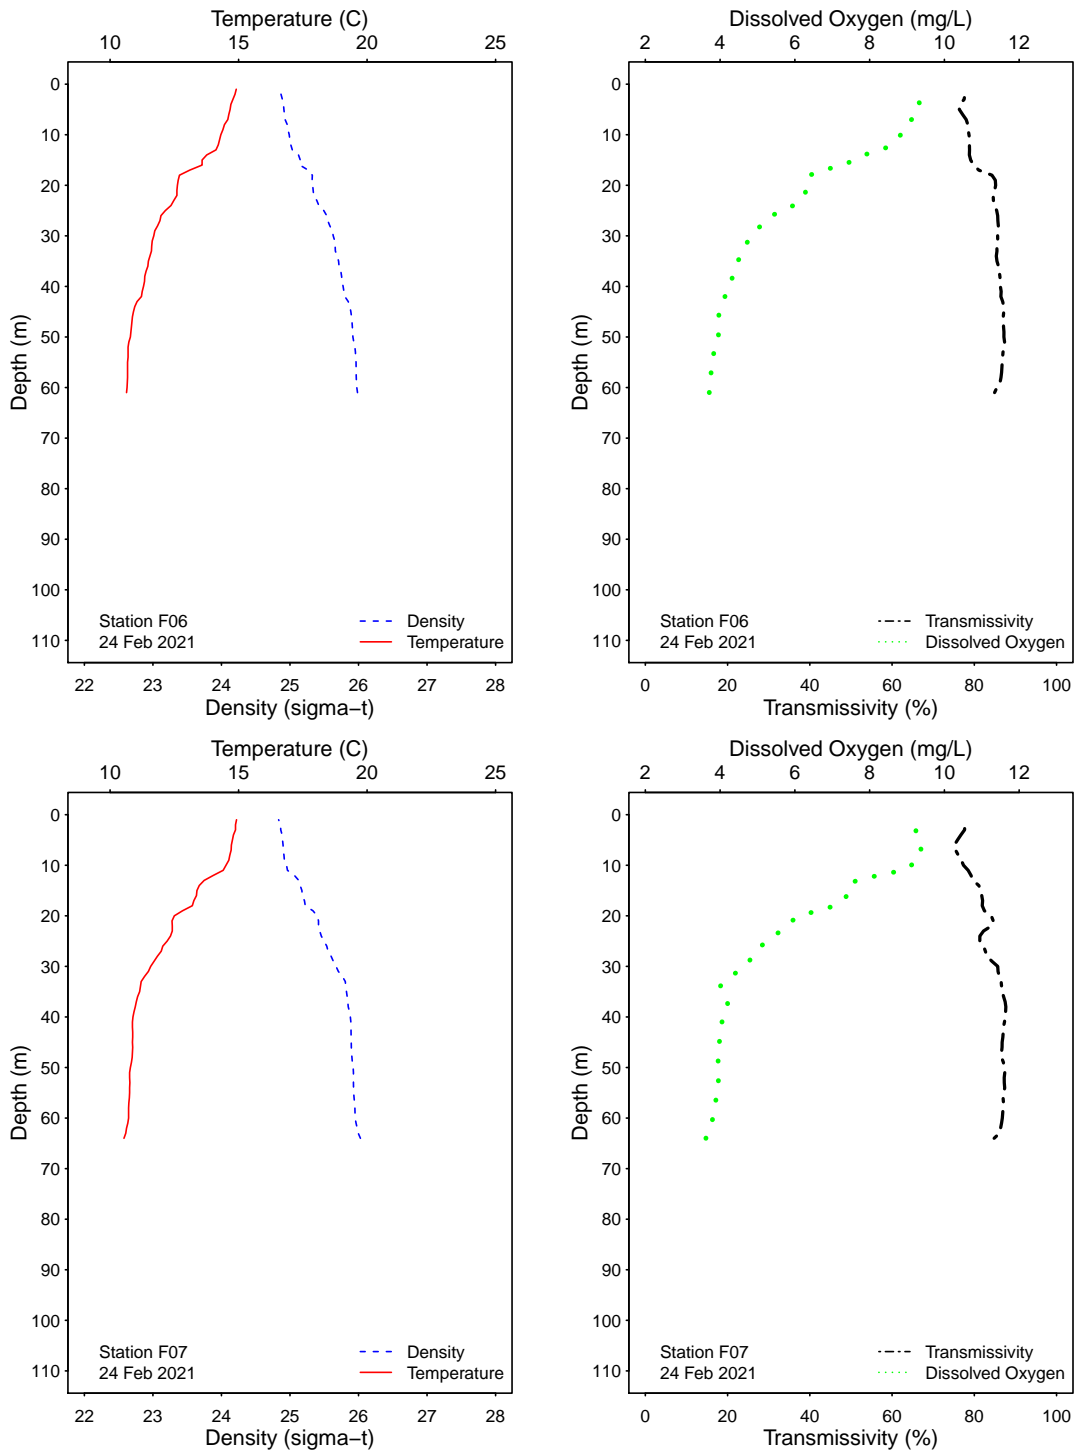 Temperature (C)
10 15 20 25
0
10
20
30
40
50
60
70
80
90
100
110
Depth (m)
Station F06
24 Feb 2021
Density
Temperature
22 23 24 25 26 27 28
Density (sigma−t)
Dissolved Oxygen (mg/L)
2 4 6 8 10 12
0
10
20
30
40
50
60
70
80
90
100
110
Depth (m)
Station F06
24 Feb 2021
Transmissivity
Dissolved Oxygen
0 20 40 60 80 100
Transmissivity (%)
Temperature (C)
10 15 20 25
0
10
20
30
40
50
60
70
80
90
100
110
Depth (m)
Station F07
24 Feb 2021
Density
Temperature
22 23 24 25 26 27 28
Density (sigma−t)
Dissolved Oxygen (mg/L)
2 4 6 8 10 12
0
10
20
30
40
50
60
70
80
90
100
110
Depth (m)
Station F07
24 Feb 2021
Transmissivity
Dissolved Oxygen
0 20 40 60 80 100
Transmissivity (%)